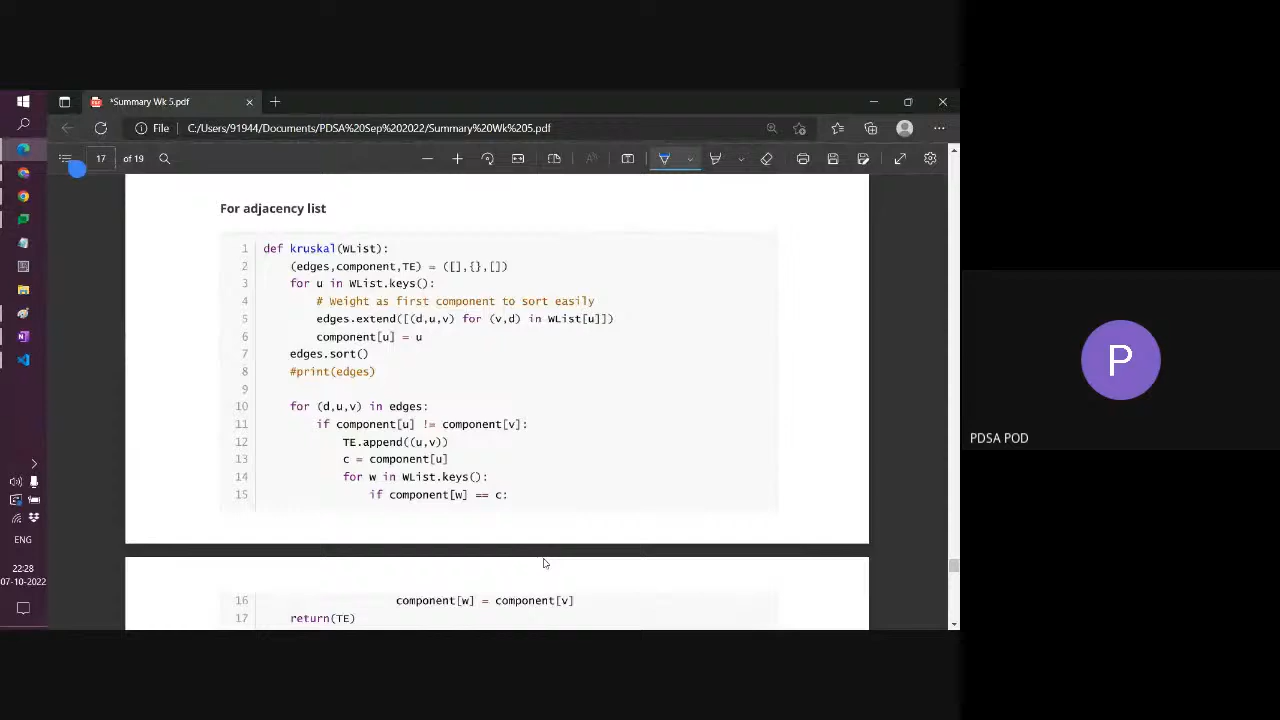 *Summary Wk 5.pdf
File C:/Users/91944/Documents/PDSA%20Sep%202022/Summary%20Wk%205.pdf
17 of 19
For adjacency list
1 def kruskal(WList):
2 (edges,component,TE) = ([],{},[])
3 for u in WList.keys():
4 # Weight as first component to sort easily
5 edges.extend([(d,u,v) for (v,d) in WList[u]])
6 component[u] = u
7 edges.sort()
8 #print(edges)
9
10 for (d,u,v) in edges:
11 if component[u] != component[v]:
12 TE.append((u,v))
13 c = component[u]
14 for w in WList.keys():
15 if component[w] == c:
16 component[w] = component[v]
17 return(TE)
ENG
22:28
07-10-2022
P
PDSA POD